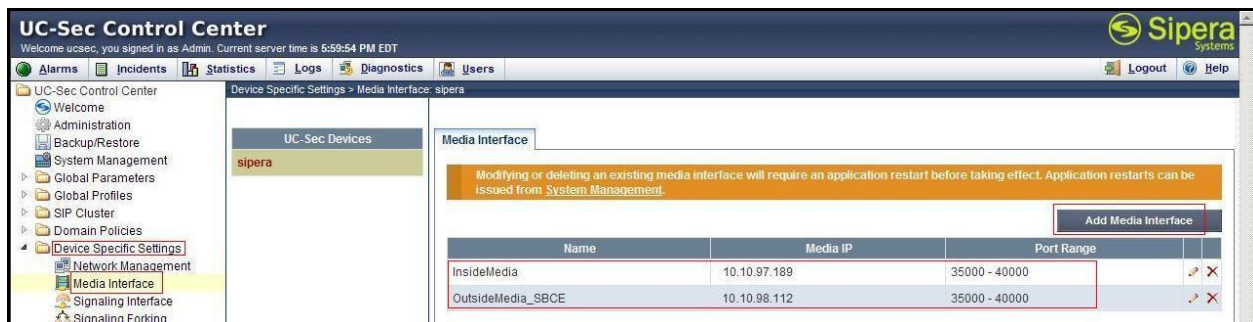 UC-Sec Control Center
Welcome ucsec, you signed in as Admin. Current server time is 5:59:54 PM EDT
Sipera
Systems
Alarms Incidents Statistics Logs Diagnostics Users Logout Help
UC-Sec Control Center
Welcome
Administration
Backup/Restore
System Management
Global Parameters
Global Profiles
SIP Cluster
Domain Policies
Device Specific Settings
Network Management
Media Interface
Signaling Interface
Signaling Forking
Device Specific Settings > Media Interface: sipera
UC-Sec Devices
sipera
Media Interface
Modifying or deleting an existing media interface will require an application restart before taking effect. Application restarts can be
issued from System Management.
Add Media Interface
Name Media IP Port Range
InsideMedia 10.10.97.189 35000 - 40000
OutsideMedia_SBCE 10.10.98.112 35000 - 40000